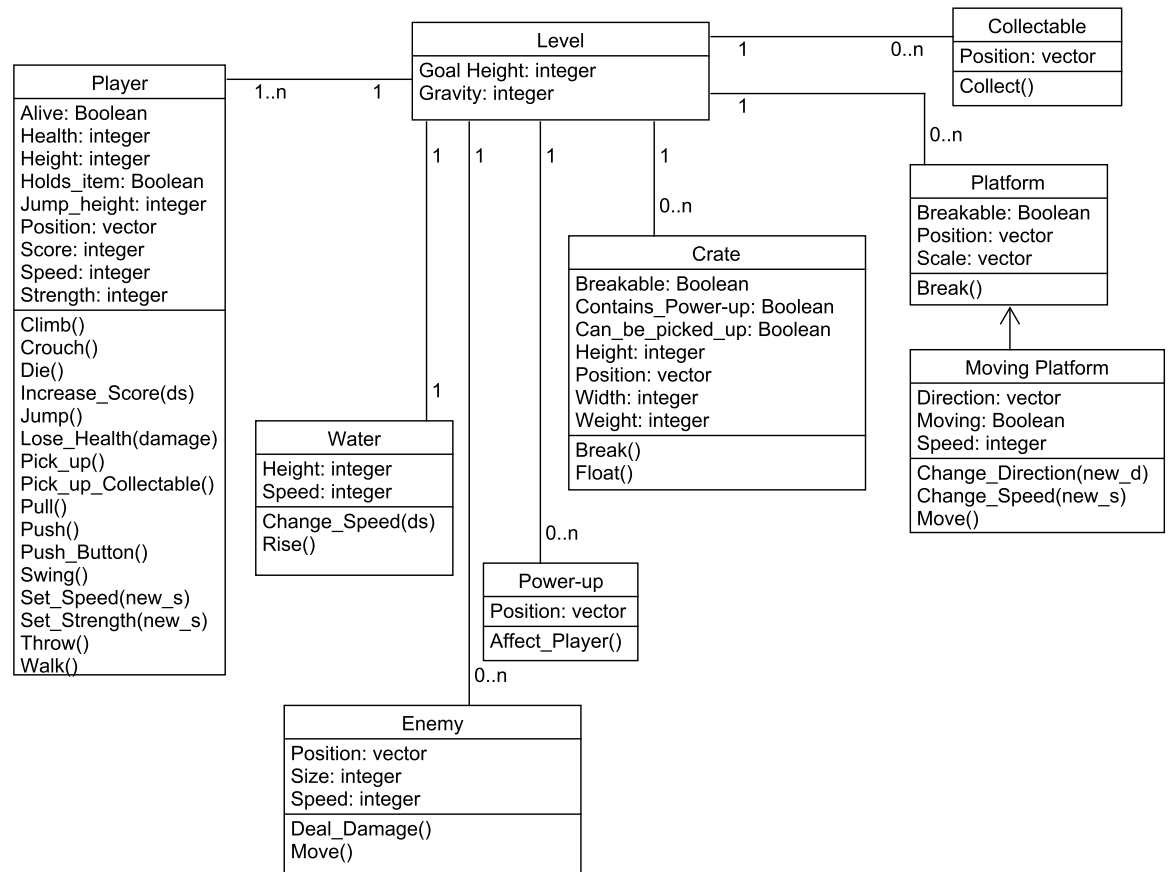 Level
Goal Height: integer
Gravity: integer
1
0..n
Collectable
Position: vector
Collect()
Player
Alive: Boolean
Health: integer
Height: integer
Holds_item: Boolean
Jump_height: integer
Position: vector
Score: integer
Speed: integer
Strength: integer
Climb()
Crouch()
Die()
Increase_Score(ds)
Jump()
Lose_Health(damage)
Pick_up()
Pick_up_Collectable()
Pull()
Push()
Push_Button()
Swing()
Set_Speed(new_s)
Set_Strength(new_s)
Throw()
Walk()
1..n
1
1
0..n
Platform
Breakable: Boolean
Position: vector
Scale: vector
Break()
Moving Platform
Direction: vector
Moving: Boolean
Speed: integer
Change_Direction(new_d)
Change_Speed(new_s)
Move()
1
1
1
1
0..n
Crate
Breakable: Boolean
Contains_Power-up: Boolean
Can_be_picked_up: Boolean
Height: integer
Position: vector
Width: integer
Weight: integer
Break()
Float()
1
Water
Height: integer
Speed: integer
Change_Speed(ds)
Rise()
0..n
Power-up
Position: vector
Affect_Player()
0..n
Enemy
Position: vector
Size: integer
Speed: integer
Deal_Damage()
Move()